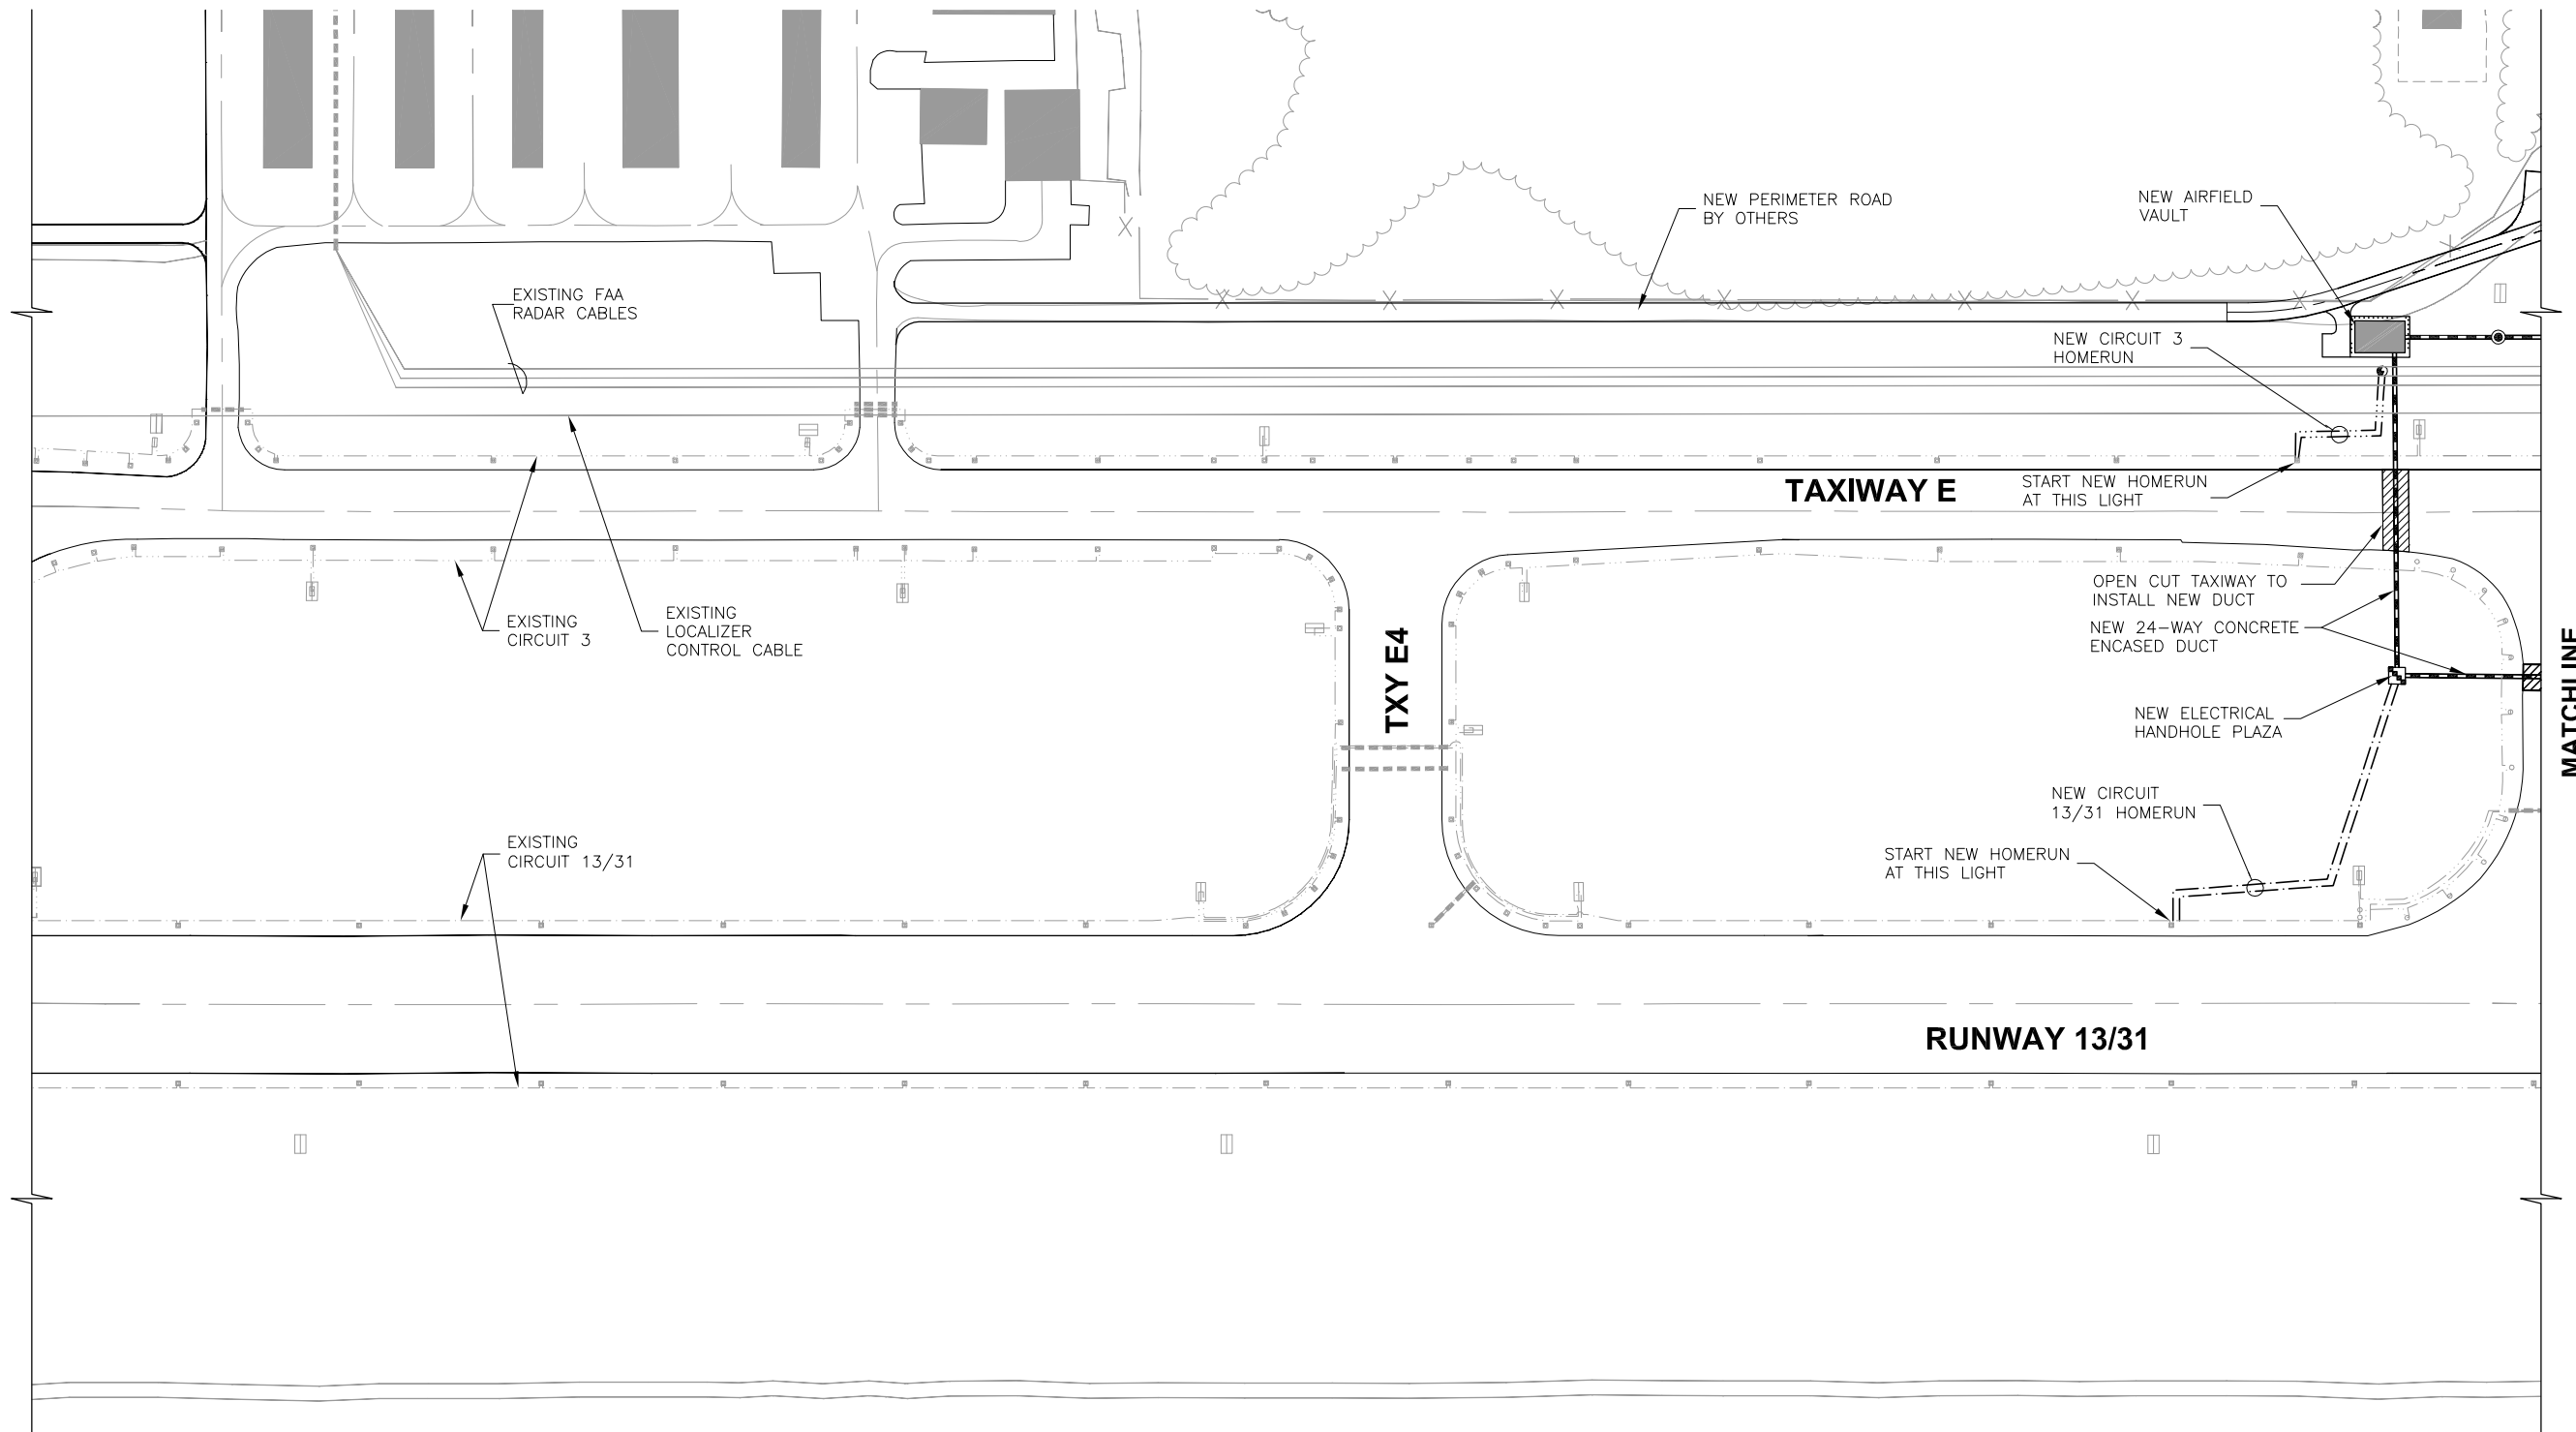 NEW PERIMETER ROAD
BY OTHERS
NEW AIRFIELD
VAULT
EXISTING FAA
RADAR CABLES
NEW CIRCUIT 3
HOMERUN
TAXIWAY E
START NEW HOMERUN
AT THIS LIGHT
OPEN CUT TAXIWAY TO
INSTALL NEW DUCT
EXISTING
CIRCUIT 3
EXISTING
LOCALIZER
CONTROL CABLE
TXY E4
NEW 24-WAY CONCRETE
ENCASED DUCT
MATCHLINE
NEW ELECTRICAL
HANDHOLE PLAZA
NEW CIRCUIT
13/31 HOMERUN
EXISTING
CIRCUIT 13/31
START NEW HOMERUN
AT THIS LIGHT
RUNWAY 13/31